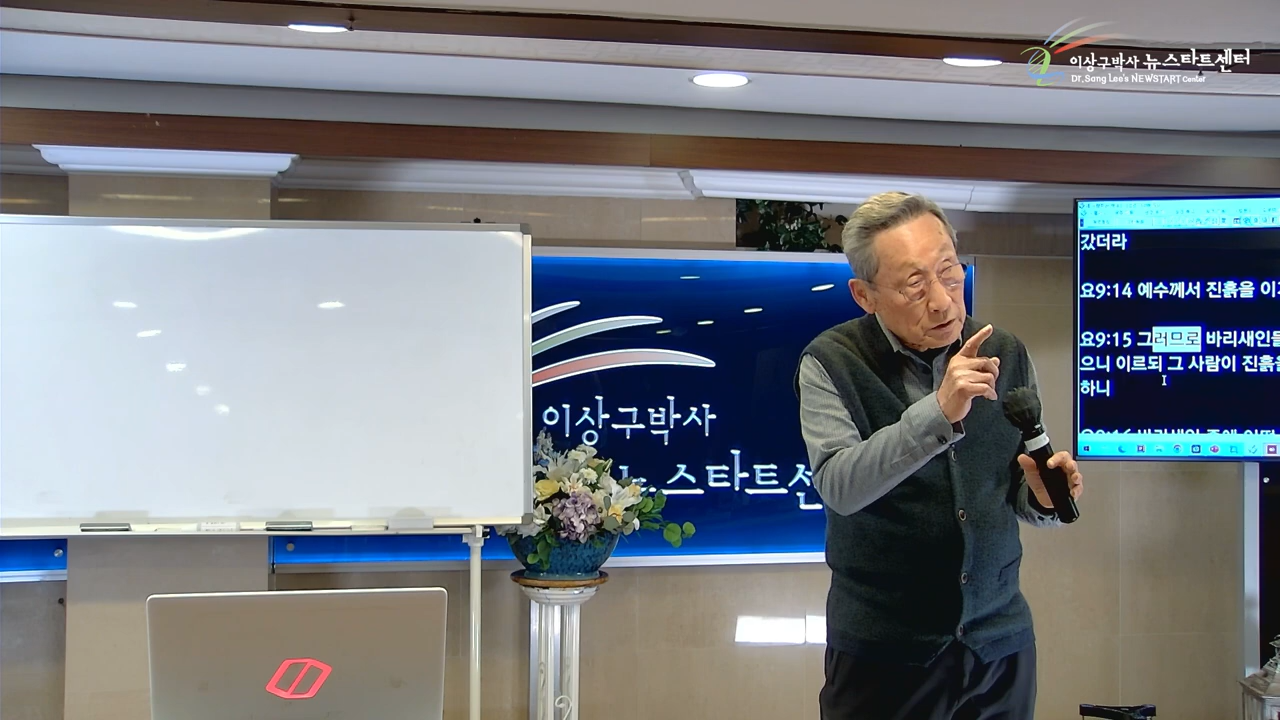 이상구박사 뉴스타트센터
Dr. Sang Lee's NEWSTART Center
갔더라
요9:14 예수께서 진흙을 이
요9:15 그러므로 바리새인
으니 이르되 그 사람이 진흙을
하니
이상구박사
뉴스타트센